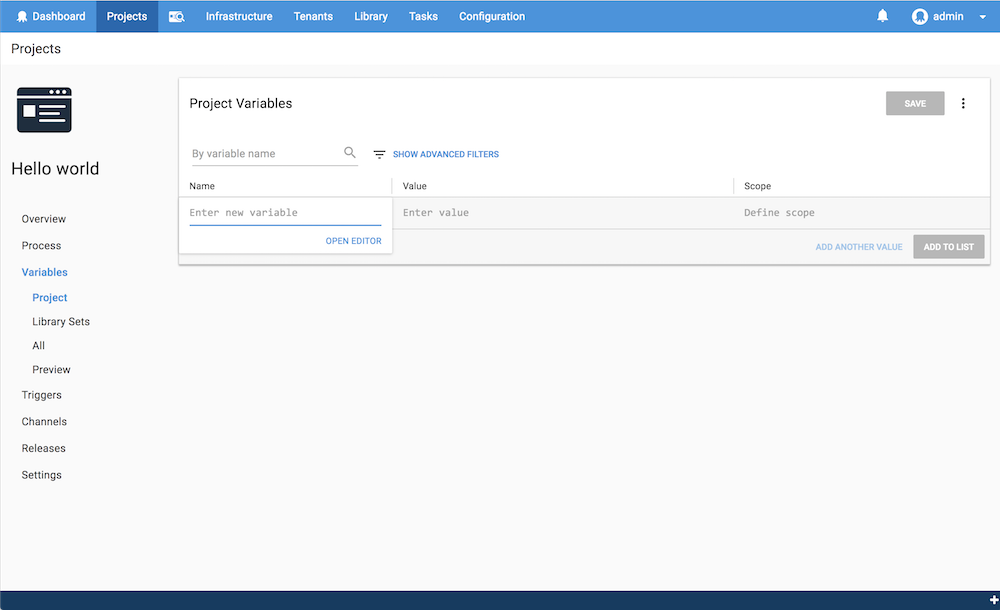 Dashboard Projects Infrastructure Tenants Library Tasks Configuration admin
Projects
Hello world
Overview
Process
Variables
Project
Library Sets
All
Preview
Triggers
Channels
Releases
Settings
Project Variables SAVE
By variable name SHOW ADVANCED FILTERS
Name Value Scope
Enter new variable Enter value Define scope
OPEN EDITOR ADD ANOTHER VALUE ADD TO LIST